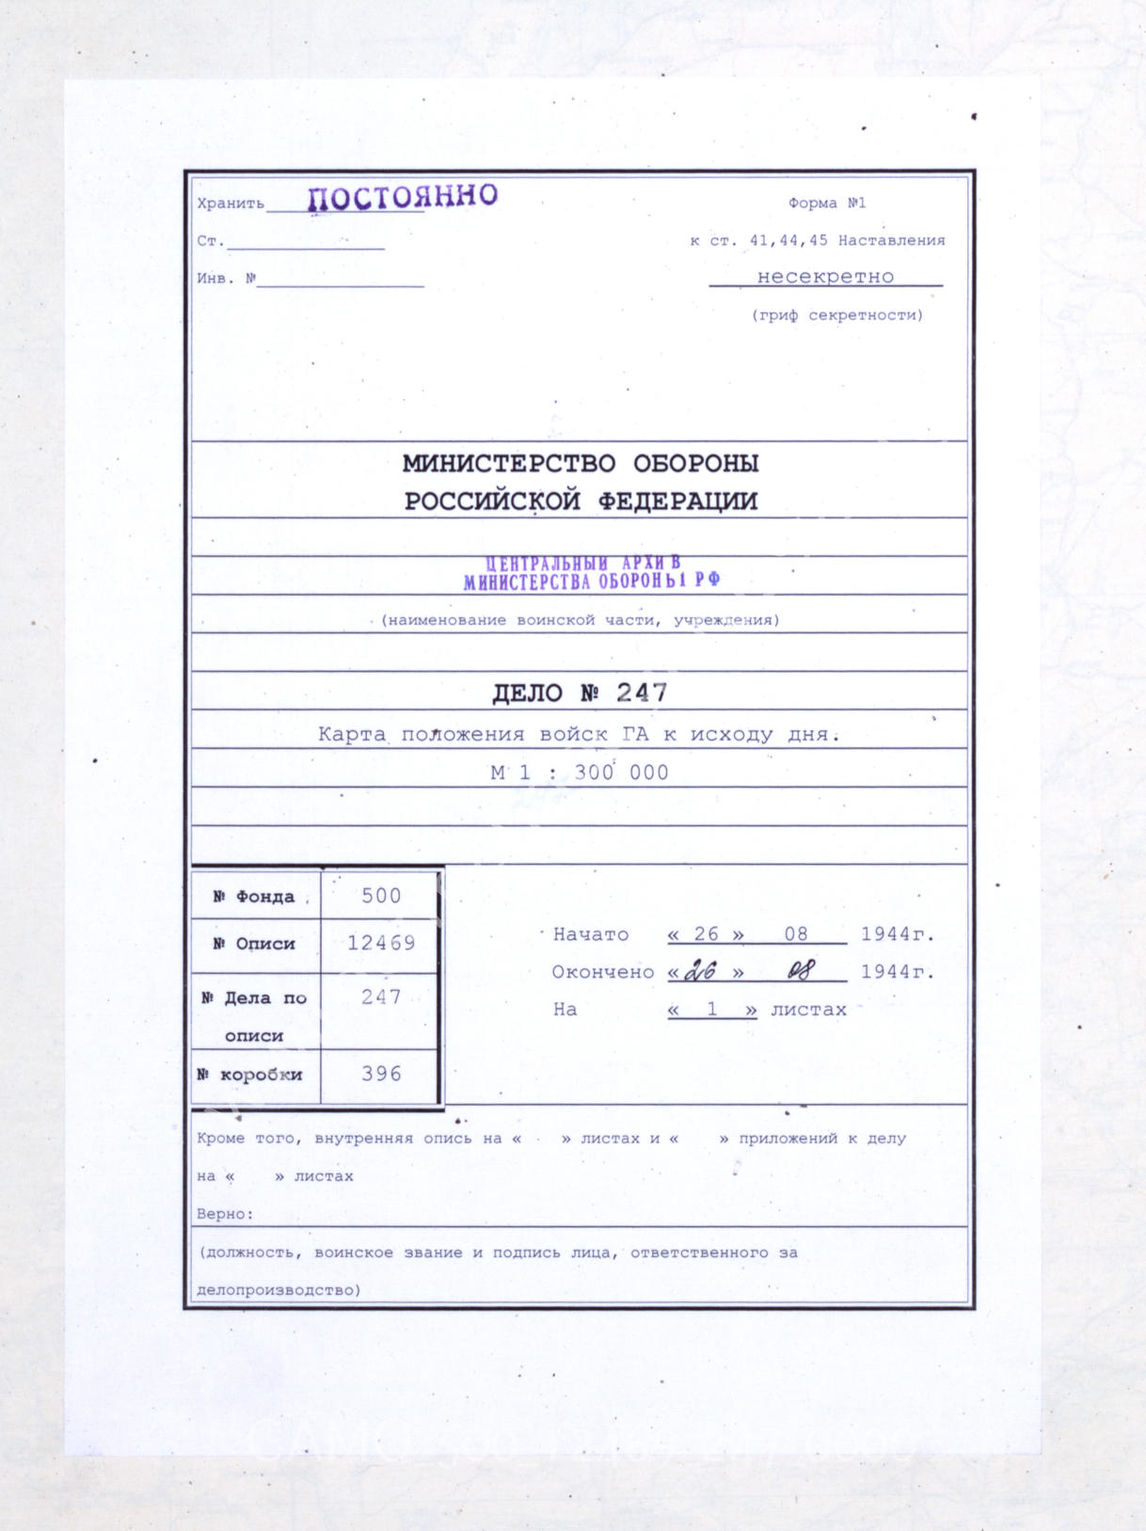 Хранить ПОСТОЯННО
Форма №1
Ст.
к ст. 41,44,45 Наставления
Инв. №
несекретно
(гриф секретности)
МИНИСТЕРСТВО ОБОРОНЫ
РОССИЙСКОЙ ФЕДЕРАЦИИ
ЦЕНТРАЛЬНЫЙ АРХИВ
МИНИСТЕРСТВА ОБОРОНЫ РФ
(наименование воинской части, учреждения)
ДЕЛО № 247
Карта положения войск ГА к исходу дня.
М 1 : 300 000
№ Фонда 500
№ Описи 12469
№ Дела по описи 247
№ коробки 396
Начато « 26 » 08 1944г.
Окончено « 26 » 08 1944г.
На « 1 » листах
Кроме того, внутренняя опись на « » листах и « » приложений к делу
на « » листах
Верно:
(должность, воинское звание и подпись лица, ответственного за
делопроизводство)